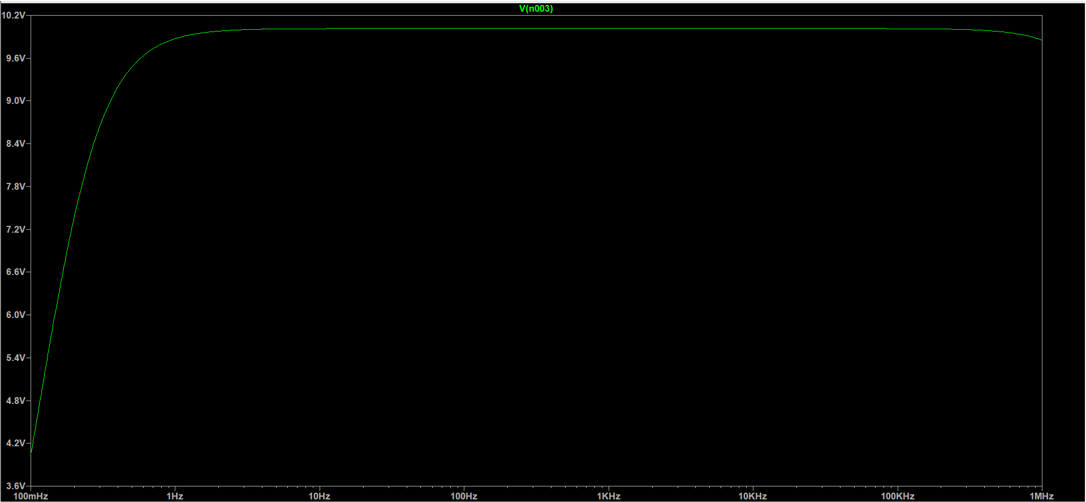 V(n003)
10.2V
9.6V
9.0V
8.4V
7.8V
7.2V
6.6V
6.0V
5.4V
4.8V
4.2V
3.6V
100mHz 1Hz 10Hz 100Hz 1KHz 10KHz 100KHz 1MHz